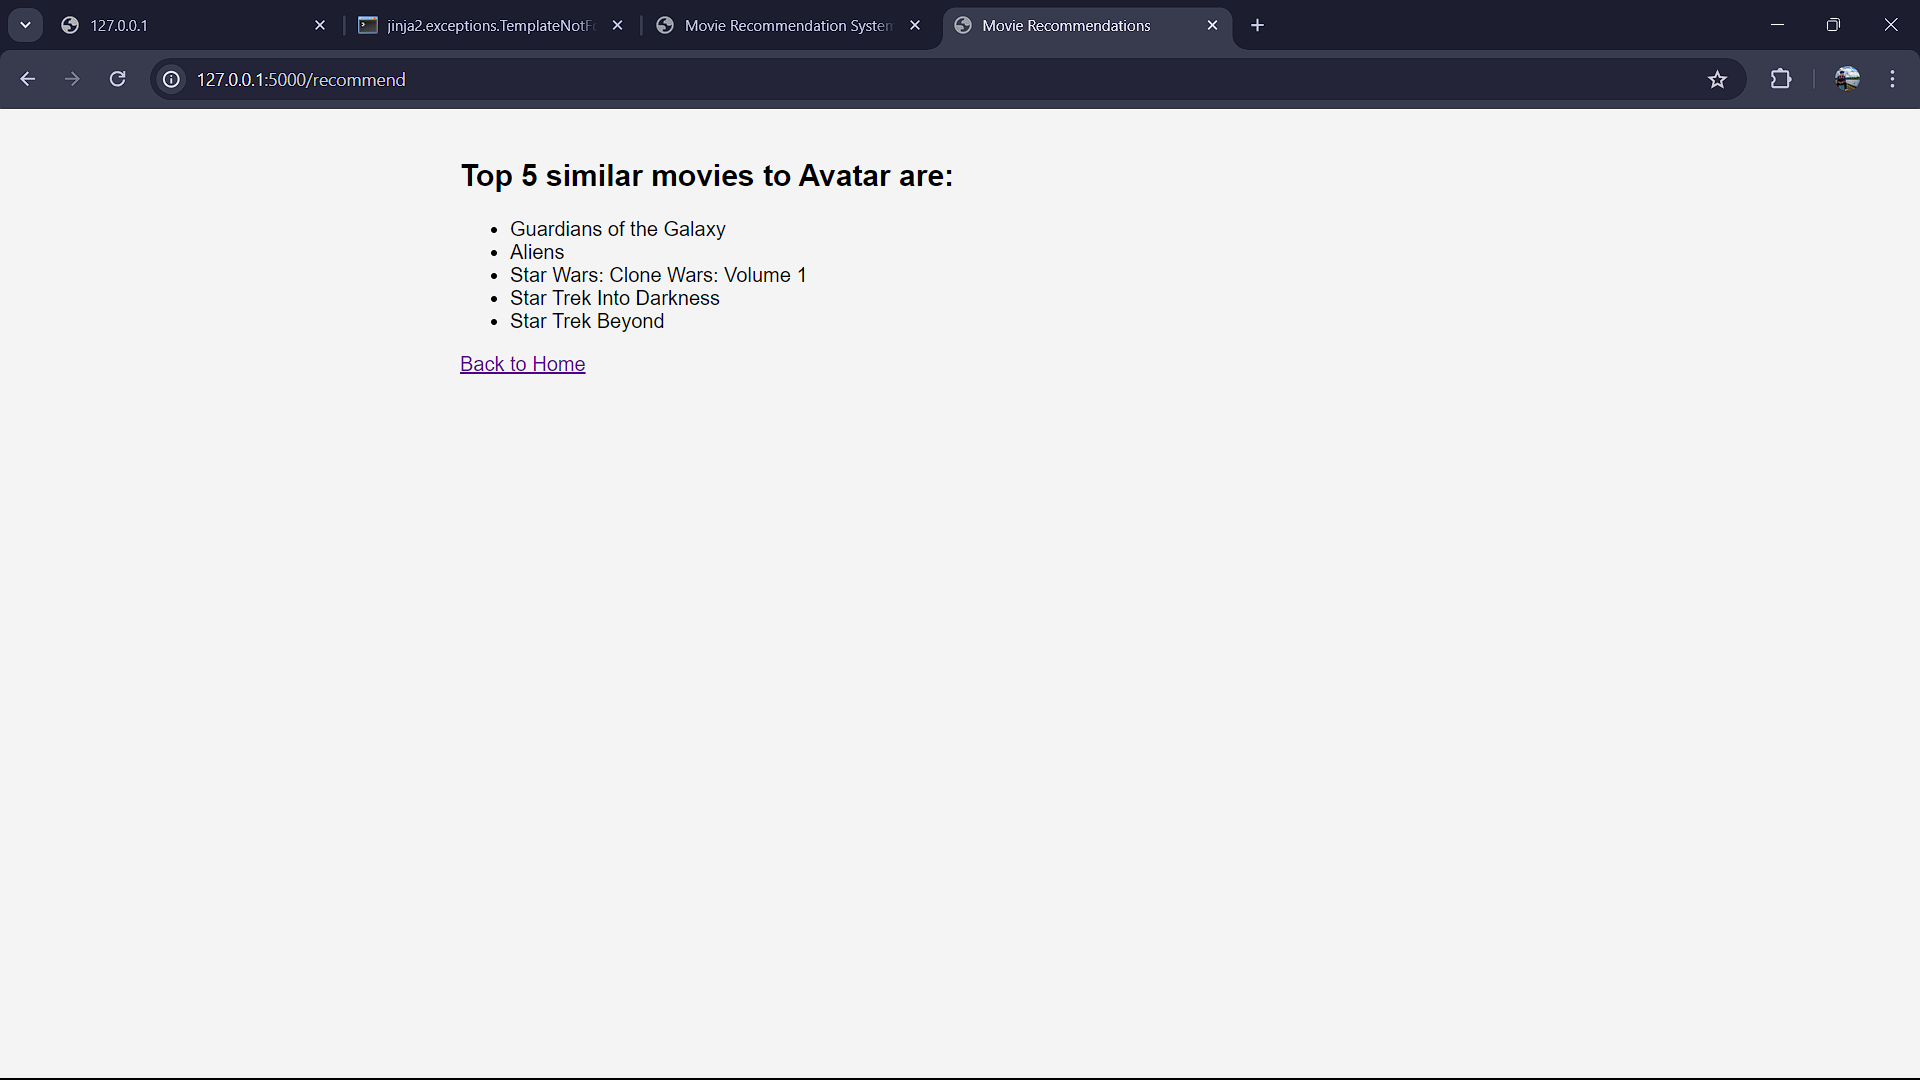 127.0.0.1
jinja2.exceptions.TemplateNotFo
Movie Recommendation System
Movie Recommendations
127.0.0.1:5000/recommend
Top 5 similar movies to Avatar are:
• Guardians of the Galaxy
• Aliens
• Star Wars: Clone Wars: Volume 1
• Star Trek Into Darkness
• Star Trek Beyond
Back to Home